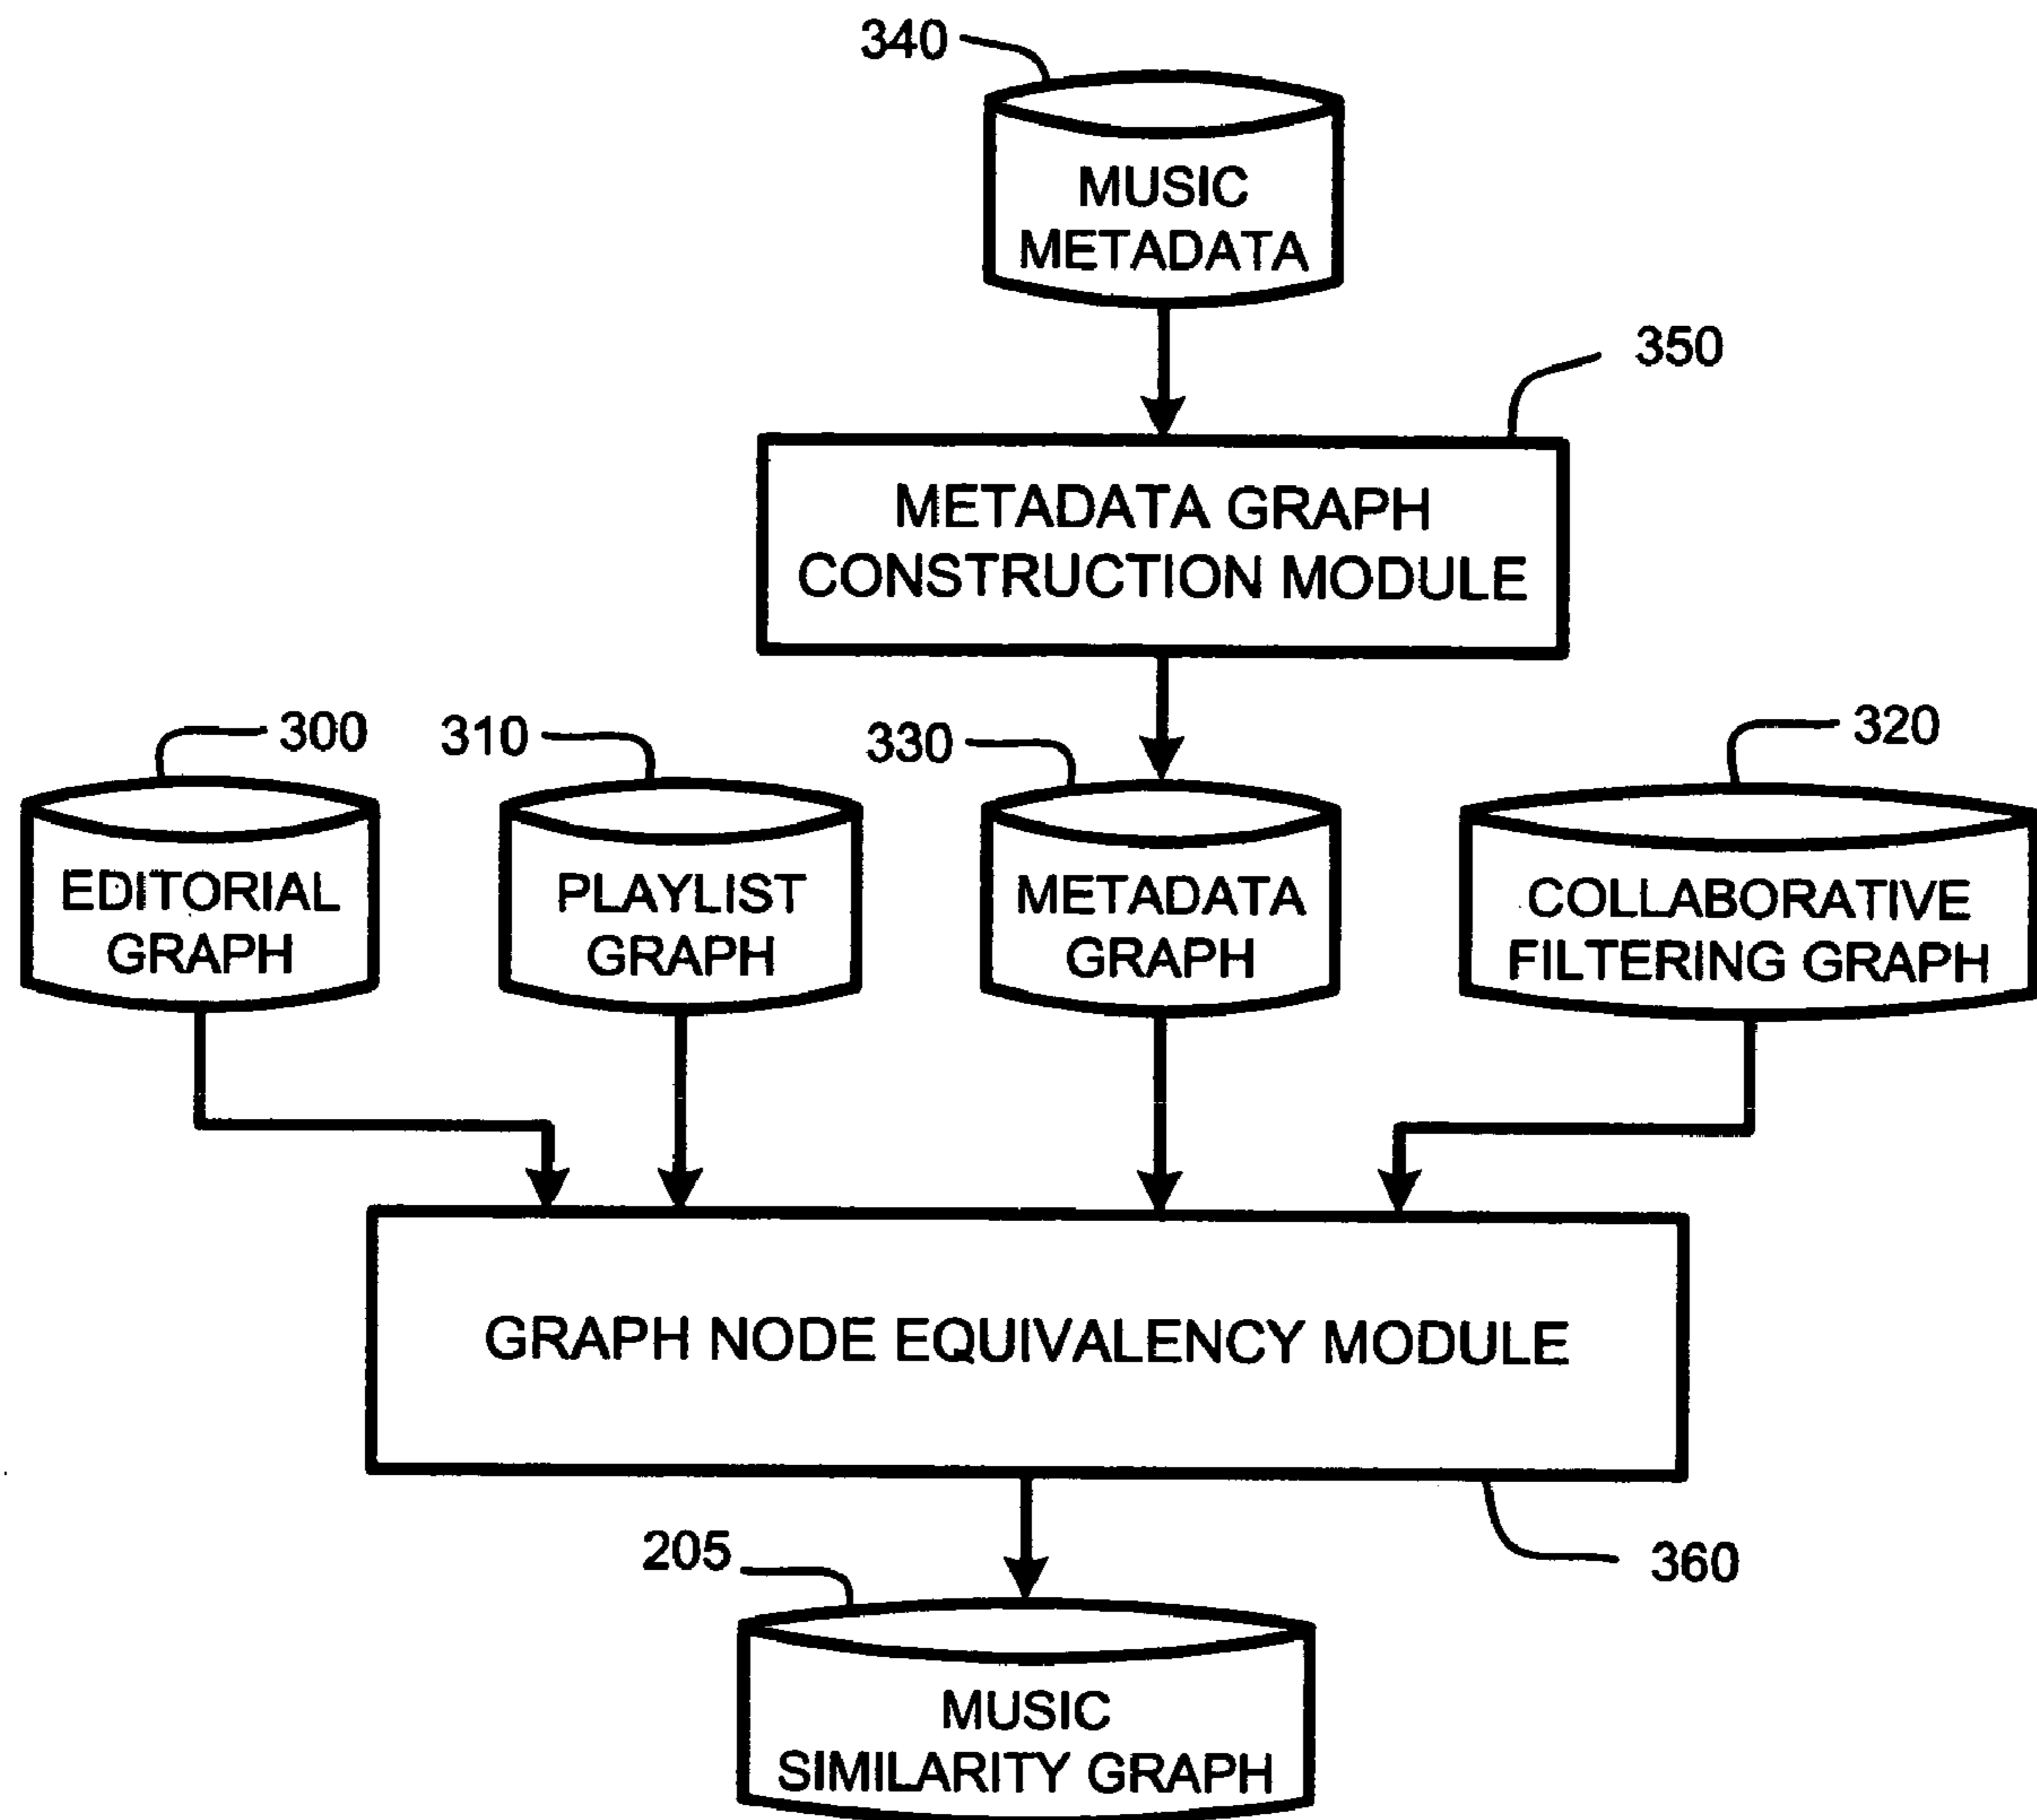 340
MUSIC
METADATA
350
METADATA GRAPH
CONSTRUCTION MODULE
300
310
330
320
EDITORIAL
GRAPH
PLAYLIST
GRAPH
METADATA
GRAPH
COLLABORATIVE
FILTERING GRAPH
GRAPH NODE EQUIVALENCY MODULE
205
360
MUSIC
SIMILARITY GRAPH